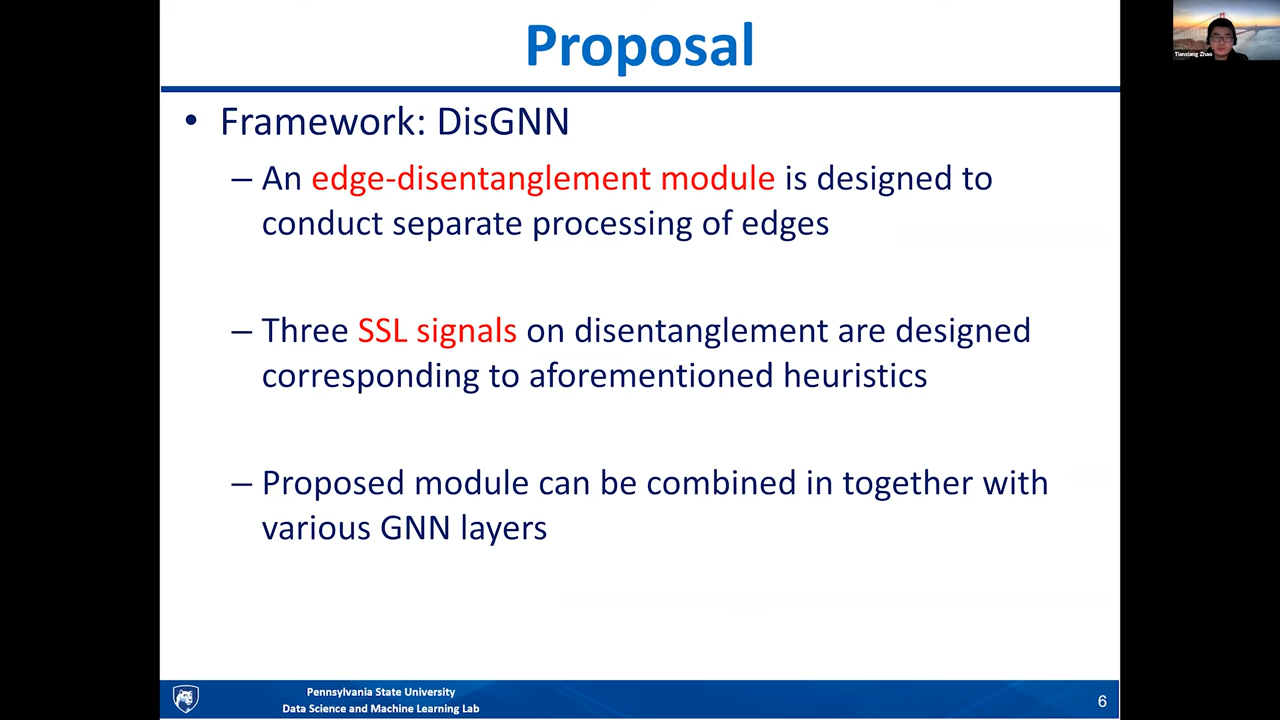 Proposal
Tianxiang Zhao
• Framework: DisGNN
– An edge-disentanglement module is designed to
conduct separate processing of edges
– Three SSL signals on disentanglement are designed
corresponding to aforementioned heuristics
– Proposed module can be combined in together with
various GNN layers
Pennsylvania State University
Data Science and Machine Learning Lab
6